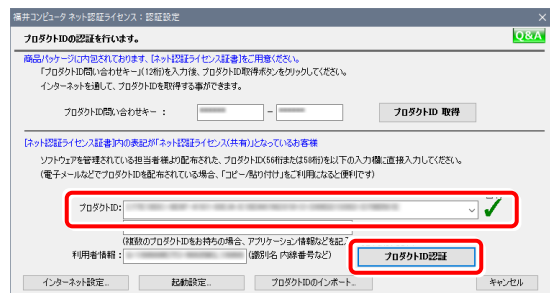 福井コンピュータ ネット認証ライセンス：認証設定
プロダクトIDの認証を行います。
Q&A
商品パッケージに内包されております、[ネット認証ライセンス証書]をご用意ください。
「プロダクトID問い合わせキー」(12桁)を入力後、プロダクトID取得ボタンをクリックしてください。
インターネットを通して、プロダクトIDを取得する事ができます。
プロダクトID問い合わせキー ：
－
プロダクトID 取得
[ネット認証ライセンス証書]内の表記が「ネット認証ライセンス(共有)」となっているお客様
ソフトウェアを管理されている担当者様より配布された、プロダクトID(56桁または58桁)を以下の入力欄に直接入力してください。
(電子メールなどでプロダクトIDを配布されている場合、「コピー/貼り付け」をご利用になると便利です)
プロダクトID:
(複数のプロダクトIDをお持ちの場合、アプリケーション情報などを記
利用者情報：
(識別名 内線番号など)
プロダクトID認証
インターネット設定...
起動設定...
プロダクトIDのインポート...
キャンセル